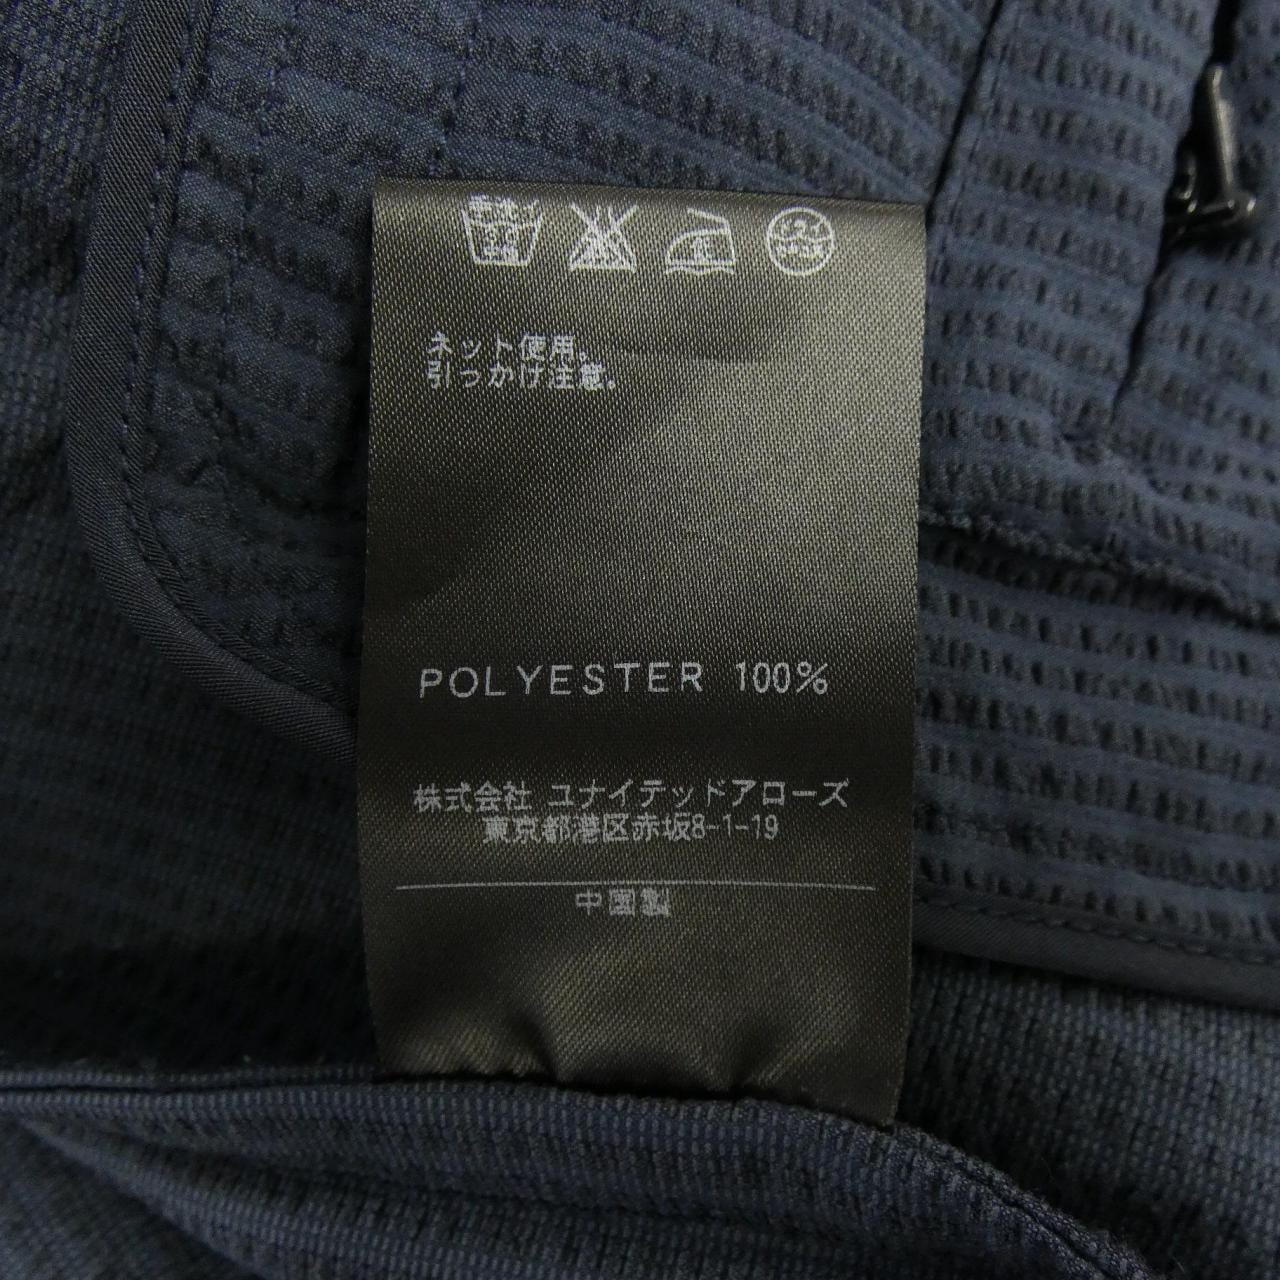 ネット使用。
引っかけ注意。
POLYESTER 100%
株式会社 ユナイテッドアローズ
東京都港区赤坂8-1-19
中国製